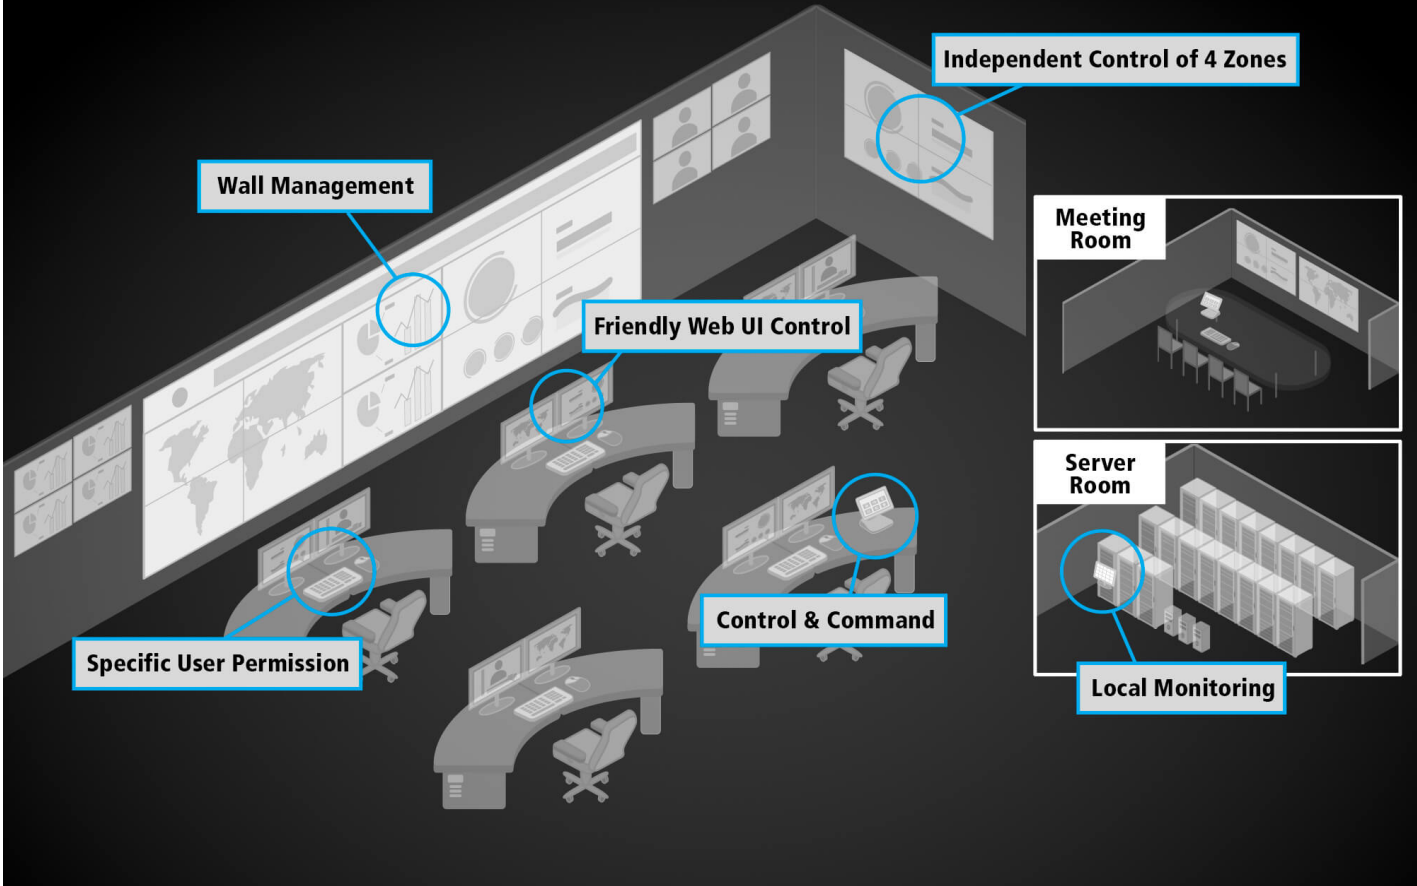 Independent Control of 4 Zones
Wall Management
Meeting
Room
Friendly Web UI Control
Server
Room
Control & Command
Specific User Permission
Local Monitoring